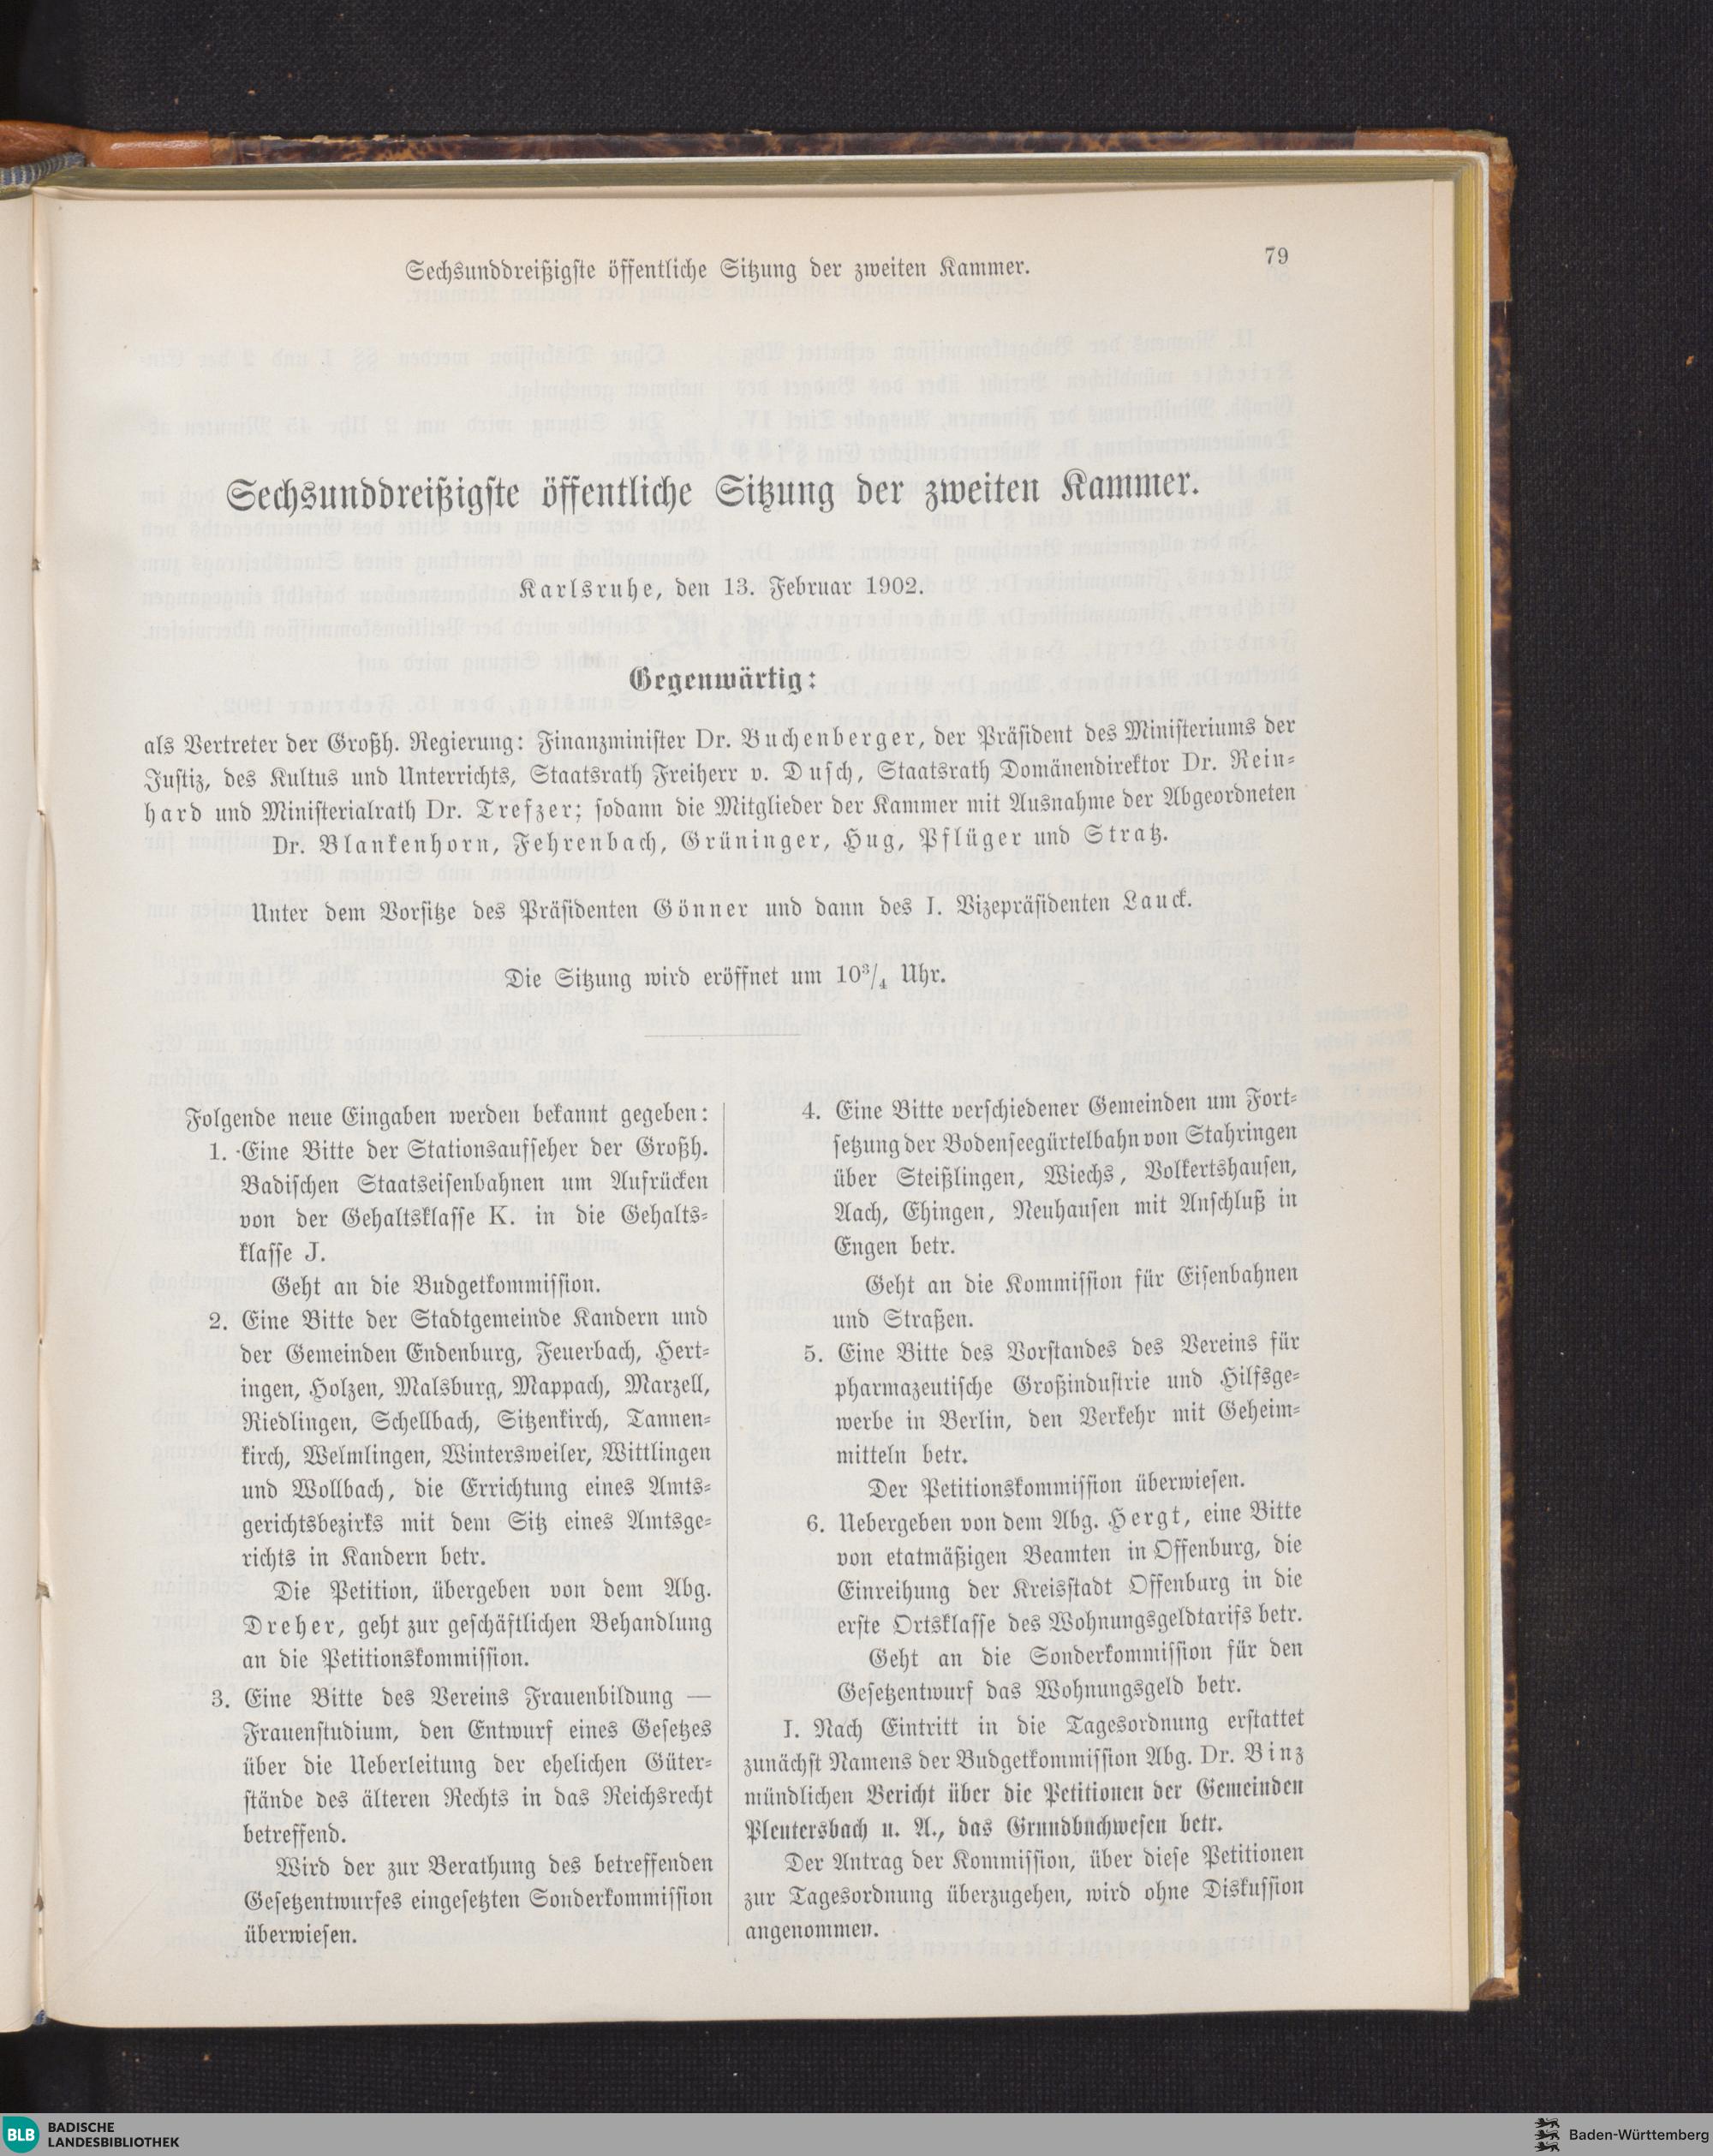 Sechsunddreißigste öffentliche Sitzung der zweiten Kammer.
79
Sechsunddreißigste öffentliche Sitzung der zweiten Kammer.
Karlsruhe, den 13. Februar 1902.
Gegenwärtig:
als Vertreter der Großh. Regierung: Finanzminister Dr. Buchenberger, der Präsident des Ministeriums der
Justiz, des Kultus und Unterrichts, Staatsrath Freiherr v. Dusch, Staatsrath Domänendirektor Dr. Rein-
hard und Ministerialrath Dr. Trefzer; sodann die Mitglieder der Kammer mit Ausnahme der Abgeordneten
Dr. Blankenhorn, Fehrenbach, Grüninger, Hug, Pflüger und Stratz.
Unter dem Vorsitze des Präsidenten Gönner und dann des I. Vizepräsidenten Lauck.
Die Sitzung wird eröffnet um 10³/₄ Uhr.
Folgende neue Eingaben werden bekannt gegeben:
1. Eine Bitte der Stationsaufseher der Großh.
Badischen Staatseisenbahnen um Aufrücken
von der Gehaltsklasse K. in die Gehalts-
klasse J.
Geht an die Budgetkommission.
2. Eine Bitte der Stadtgemeinde Kandern und
der Gemeinden Endenburg, Feuerbach, Hert-
ingen, Holzen, Malsburg, Mappach, Marzell,
Riedlingen, Schellbach, Sitzenkirch, Tannen-
kirch, Welmlingen, Wintersweiler, Wittlingen
und Wollbach, die Errichtung eines Amts-
gerichtsbezirks mit dem Sitz eines Amtsge-
richts in Kandern betr.
Die Petition, übergeben von dem Abg.
Dreher, geht zur geschäftlichen Behandlung
an die Petitionskommission.
3. Eine Bitte des Vereins Frauenbildung —
Frauenstudium, den Entwurf eines Gesetzes
über die Ueberleitung der ehelichen Güter-
stände des älteren Rechts in das Reichsrecht
betreffend.
Wird der zur Berathung des betreffenden
Gesetzentwurfes eingesetzten Sonderkommission
überwiesen.
4. Eine Bitte verschiedener Gemeinden um Fort-
setzung der Bodenseegürtelbahn von Stahringen
über Steißlingen, Wiechs, Volkertshausen,
Aach, Ehingen, Neuhausen mit Anschluß in
Engen betr.
Geht an die Kommission für Eisenbahnen
und Straßen.
5. Eine Bitte des Vorstandes des Vereins für
pharmazeutische Großindustrie und Hilfsge-
werbe in Berlin, den Verkehr mit Geheim-
mitteln betr.
Der Petitionskommission überwiesen.
6. Uebergeben von dem Abg. Hergt, eine Bitte
von etatmäßigen Beamten in Offenburg, die
Einreihung der Kreisstadt Offenburg in die
erste Ortsklasse des Wohnungsgeldtarifs betr.
Geht an die Sonderkommission für den
Gesetzentwurf das Wohnungsgeld betr.
I. Nach Eintritt in die Tagesordnung erstattet
zunächst Namens der Budgetkommission Abg. Dr. Binz
mündlichen Bericht über die Petitionen der Gemeinden
Pleutersbach u. A., das Grundbuchwesen betr.
Der Antrag der Kommission, über diese Petitionen
zur Tagesordnung überzugehen, wird ohne Diskussion
angenommen.
BLB BADISCHE
LANDESBIBLIOTHEK
Baden-Württemberg